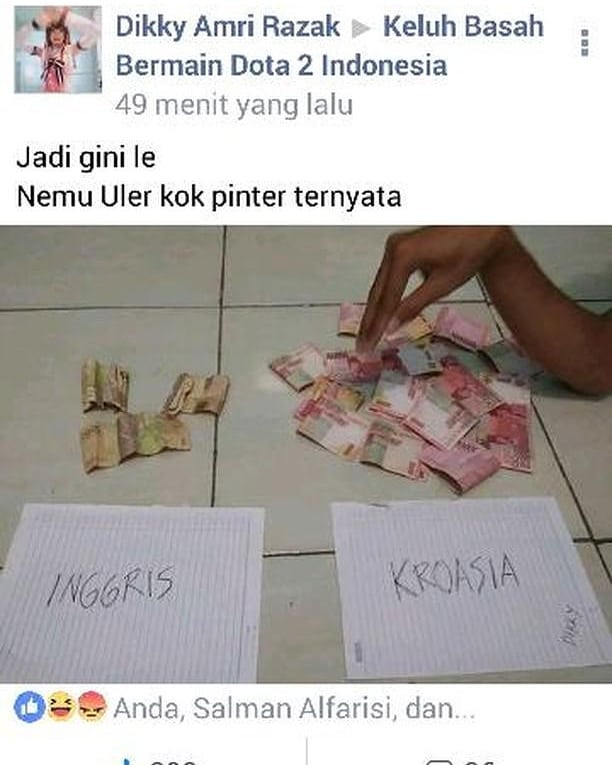 Dikky Amri Razak ▶ Keluh Basah
Bermain Dota 2 Indonesia
49 menit yang lalu
Jadi gini le
Nemu Uler kok pinter ternyata
INGGRIS
KROASIA
DIKKY
Anda, Salman Alfarisi, dan...